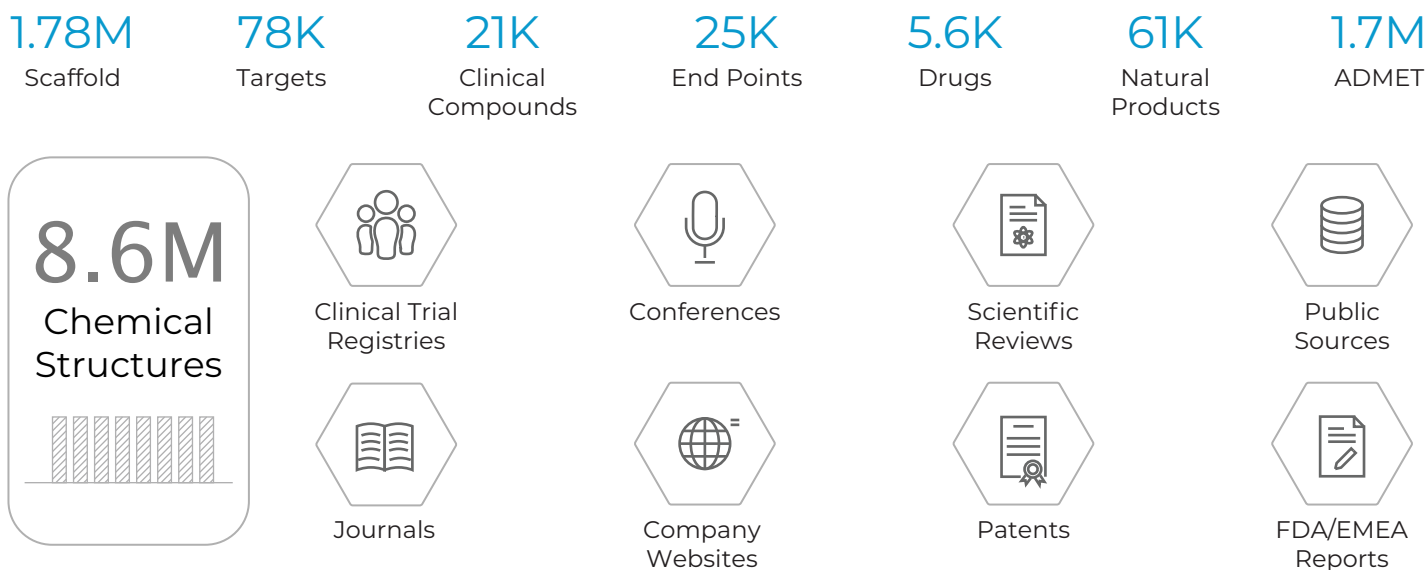 1.78M
Scaffold
78K
Targets
21K
Clinical
Compounds
25K
End Points
5.6K
Drugs
61K
Natural
Products
1.7M
ADMET
8.6M
Chemical
Structures
Clinical Trial
Registries
Conferences
Scientific
Reviews
Public
Sources
Journals
Company
Websites
Patents
FDA/EMEA
Reports